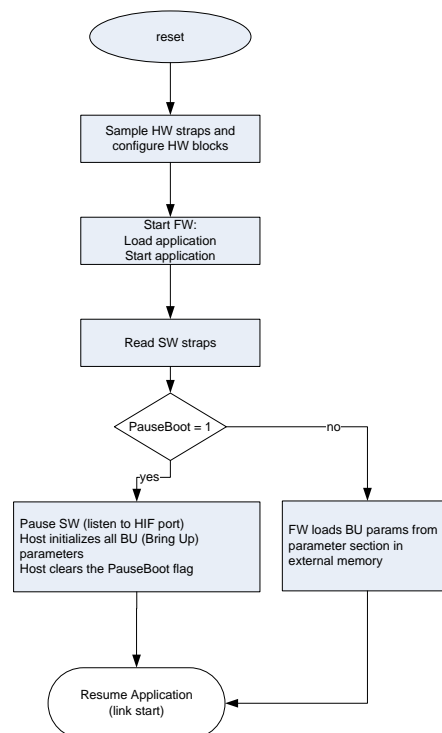 reset
Sample HW straps and
configure HW blocks
Start FW:
Load application
Start application
Read SW straps
PauseBoot = 1
no
yes
Pause SW (listen to HIF port)
Host initializes all BU (Bring Up)
parameters
Host clears the PauseBoot flag
FW loads BU params from
parameter section in
external memory
Resume Application
(link start)